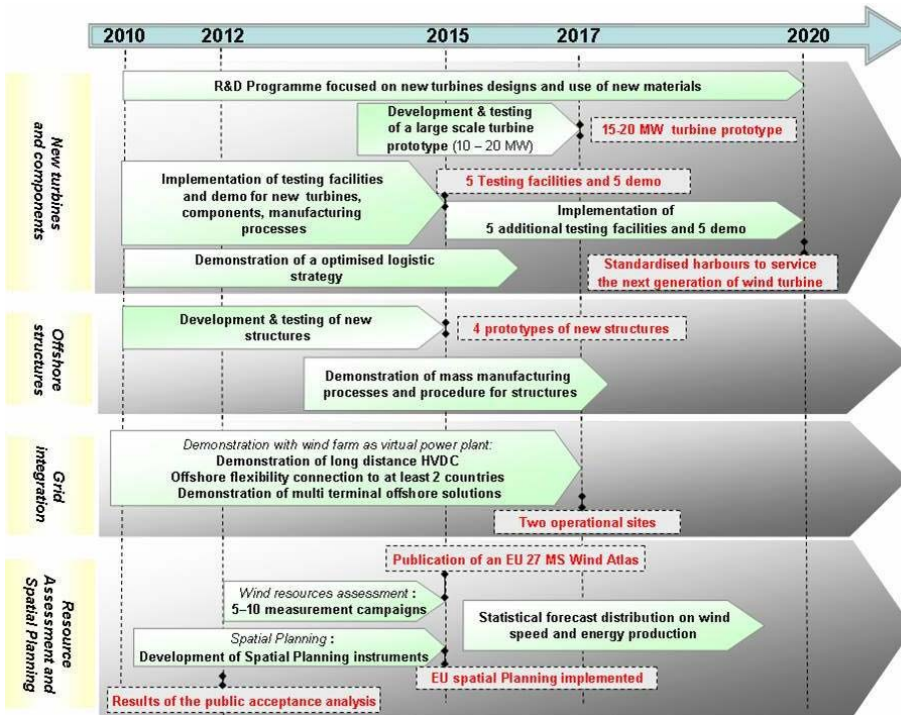 2010
2012
2015
2017
2020
New turbines
and components
R&D Programme focused on new turbines designs and use of new materials
Development & testing
of a large scale turbine
prototype (10 – 20 MW)
15-20 MW turbine prototype
Implementation of testing facilities
and demo for new turbines,
components, manufacturing
processes
5 Testing facilities and 5 demo
Implementation of
5 additional testing facilities and 5 demo
Demonstration of a optimised logistic
strategy
Standardised harbours to service
the next generation of wind turbine
Offshore
structures
Development & testing of new
structures
4 prototypes of new structures
Demonstration of mass manufacturing
processes and procedure for structures
Grid
integration
Demonstration with wind farm as virtual power plant:
Demonstration of long distance HVDC
Offshore flexibility connection to at least 2 countries
Demonstration of multi terminal offshore solutions
Two operational sites
Resource
Assessment and
Spatial Planning
Publication of an EU 27 MS Wind Atlas
Wind resources assessment :
5–10 measurement campaigns
Statistical forecast distribution on wind
speed and energy production
Spatial Planning :
Development of Spatial Planning instruments
EU spatial Planning implemented
Results of the public acceptance analysis